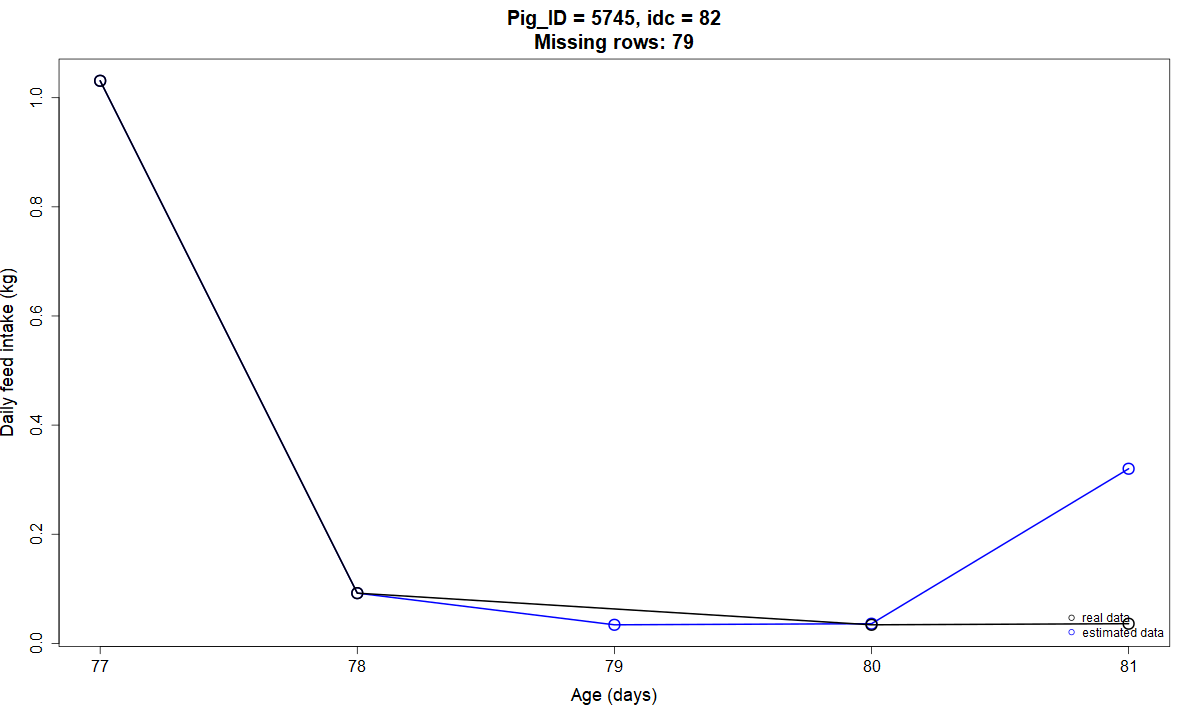 Pig_ID = 5745, idc = 82
Missing rows: 79
Daily feed intake (kg)
1.0
0.8
0.6
0.4
0.2
0.0
real data
estimated data
77 78 79 80 81
Age (days)